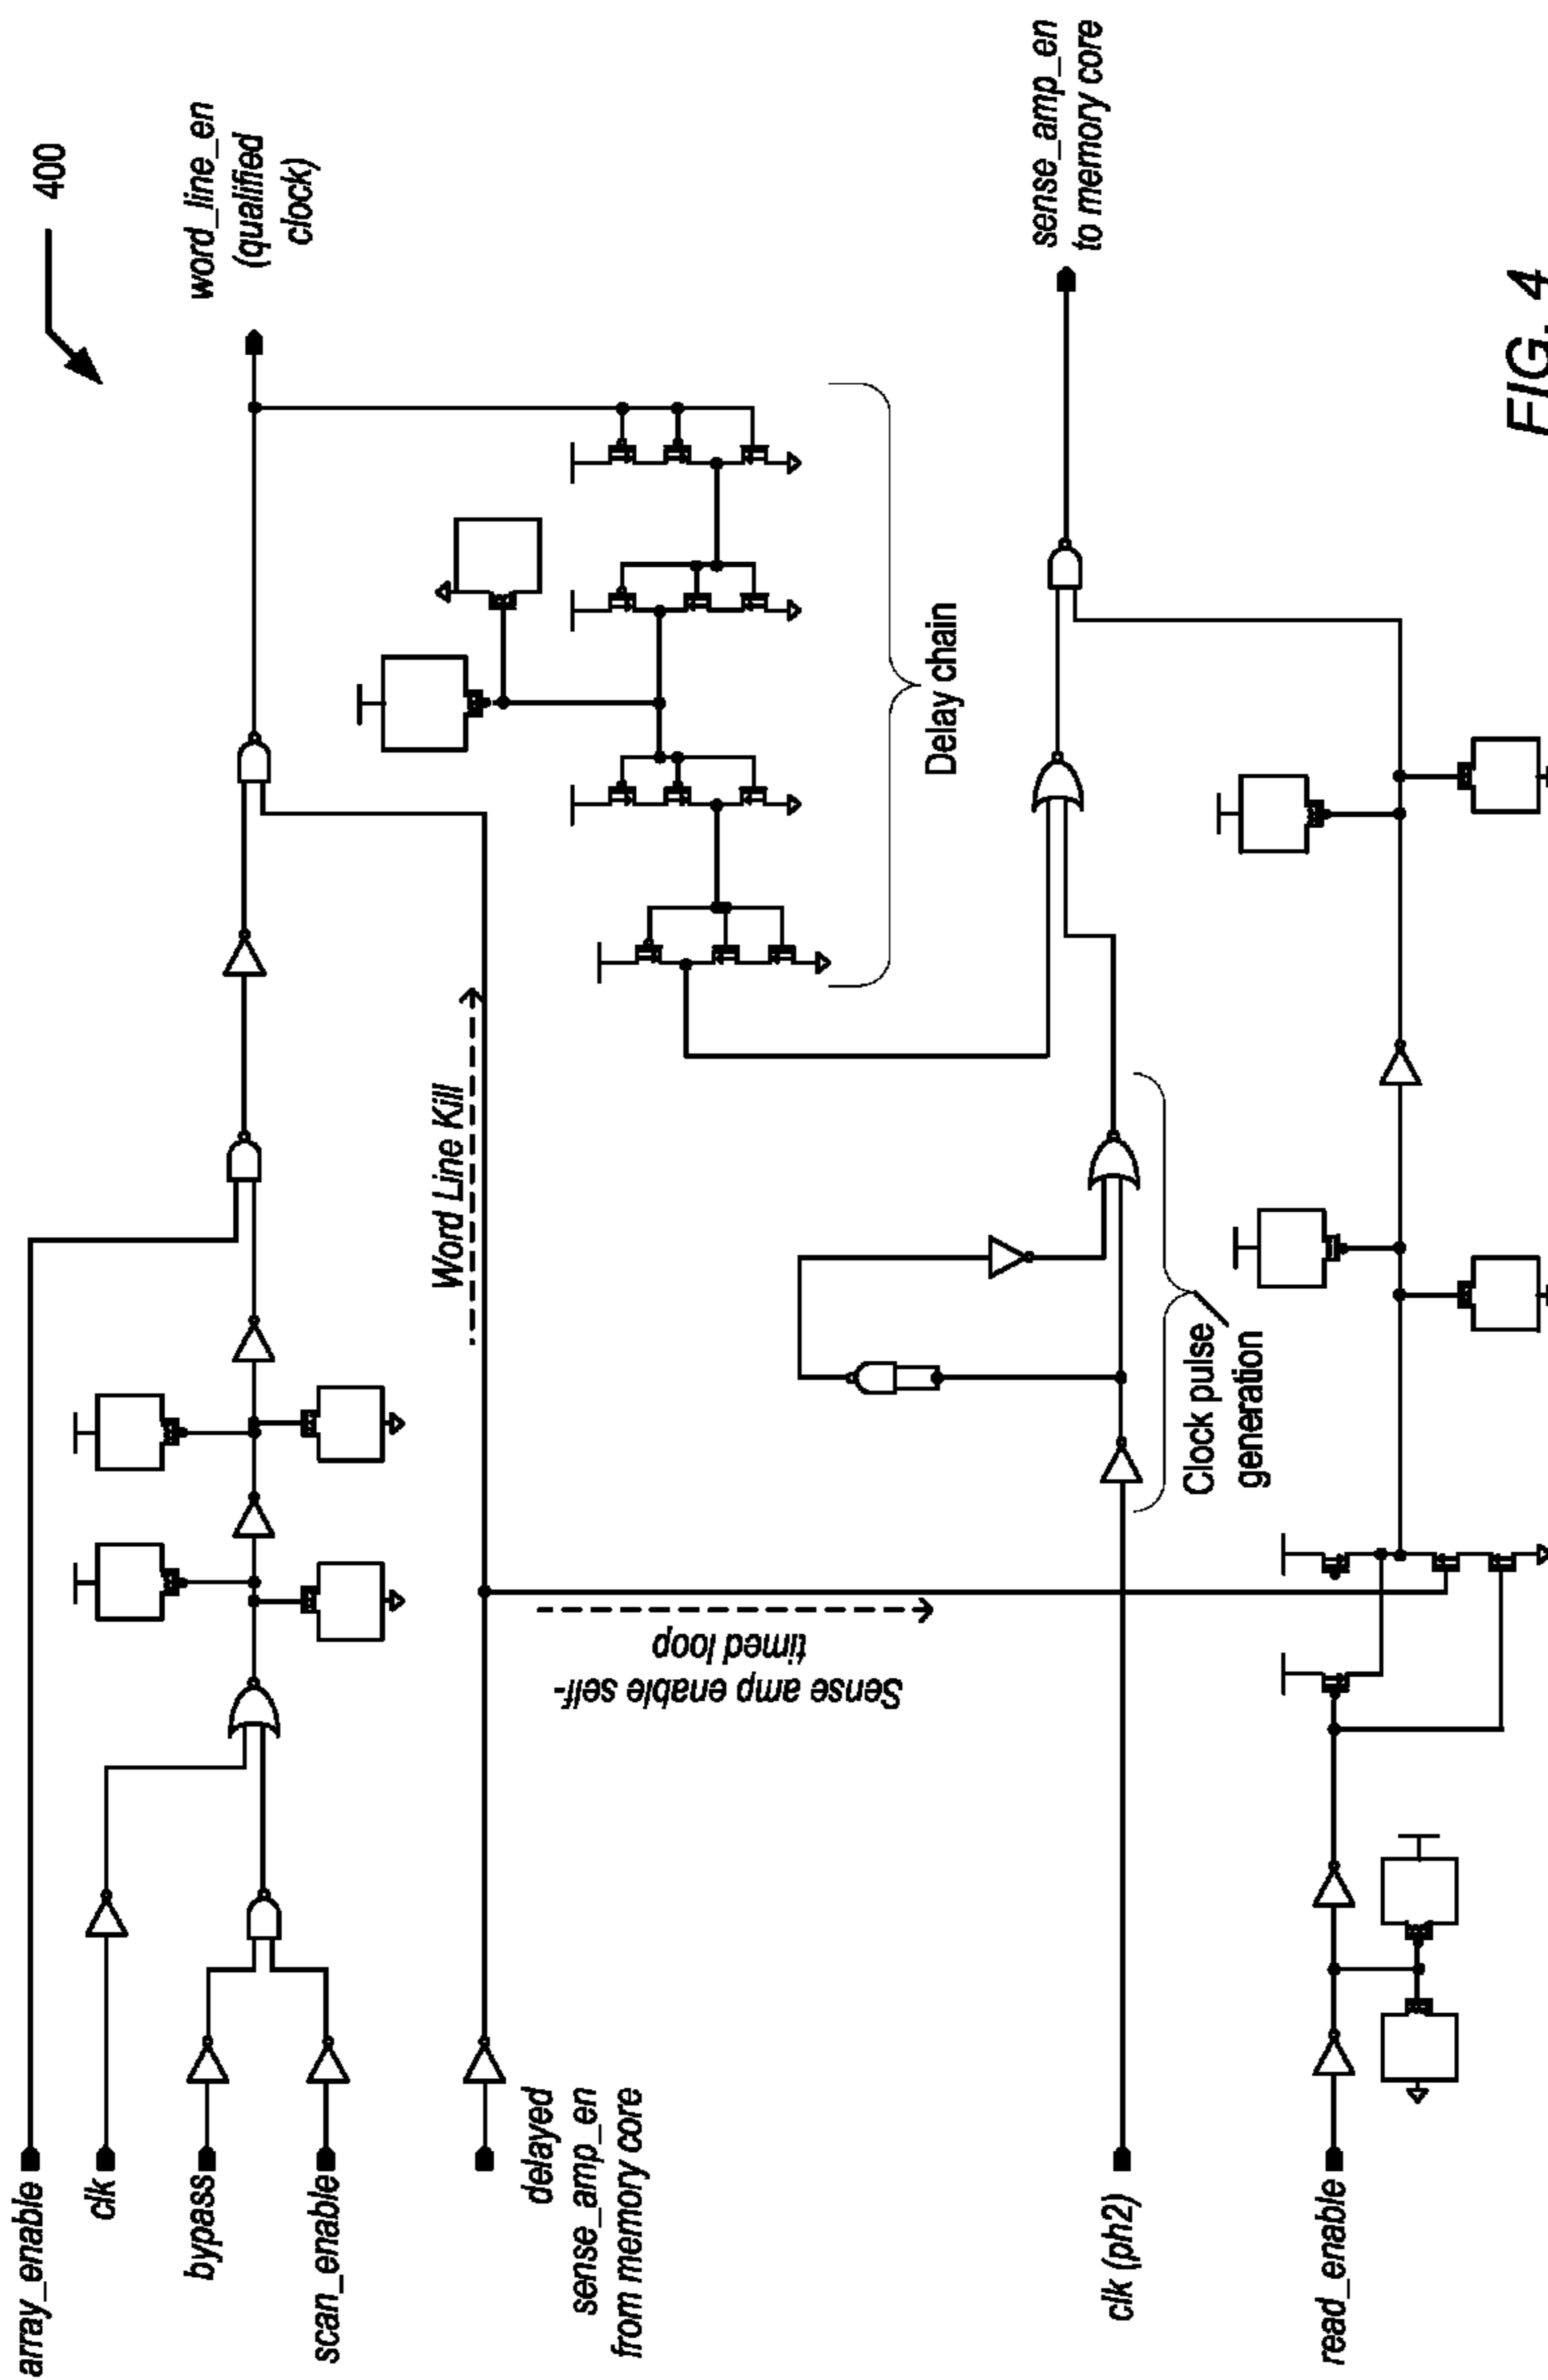 400
array_enable
clk
bypass
scan_enable
word_line_en
(qualified
clock)
Word Line Kill
delayed
sense_amp_en
from memory core
Sense amp enable self-
timed loop
Delay chain
sense_amp_en
to memory core
clk (ph2)
Clock pulse
generation
read_enable
FIG. 4